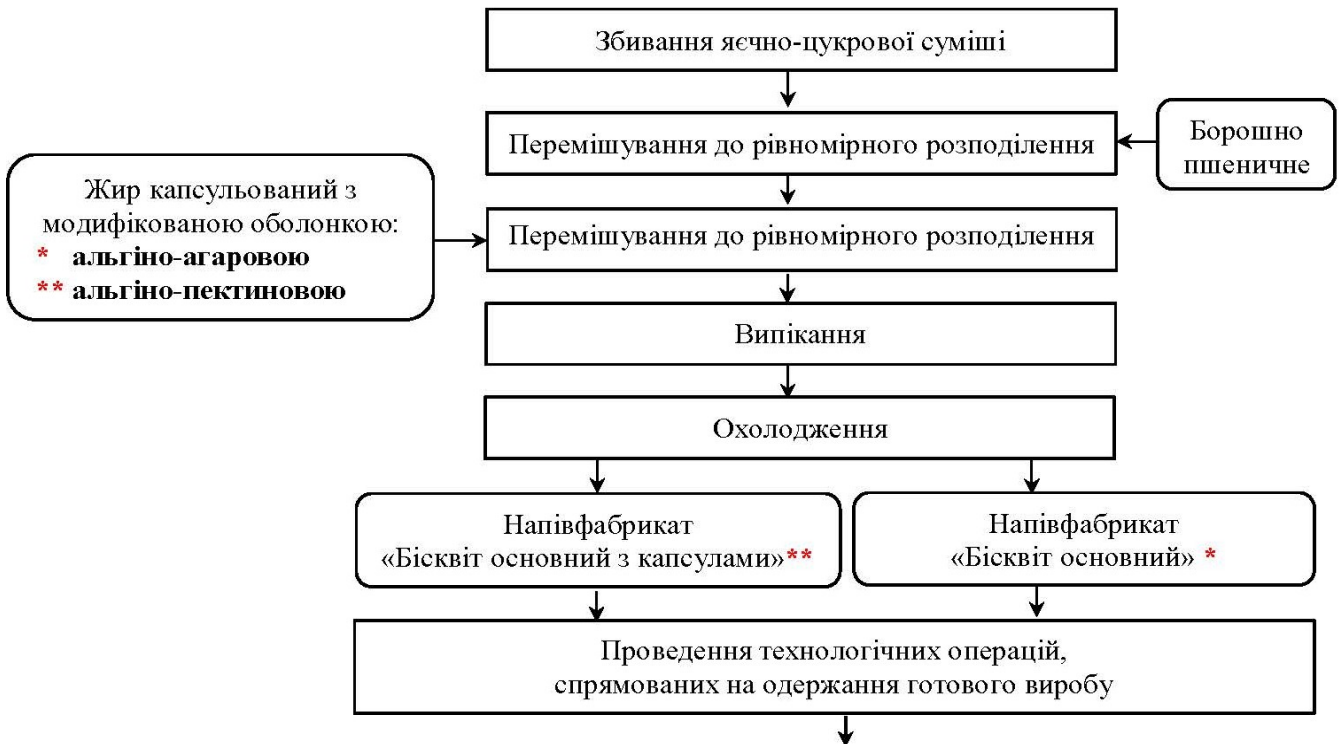 Збивання яєчно-цукрової суміші
Перемішування до рівномірного розподілення
Борошно
пшеничне
Жир капсульований з
модифікованою оболонкою:
* альгіно-агаровою
** альгіно-пектиновою
Перемішування до рівномірного розподілення
Випікання
Охолодження
Напівфабрикат
«Бісквіт основний з капсулами»**
Напівфабрикат
«Бісквіт основний» *
Проведення технологічних операцій,
спрямованих на одержання готового виробу